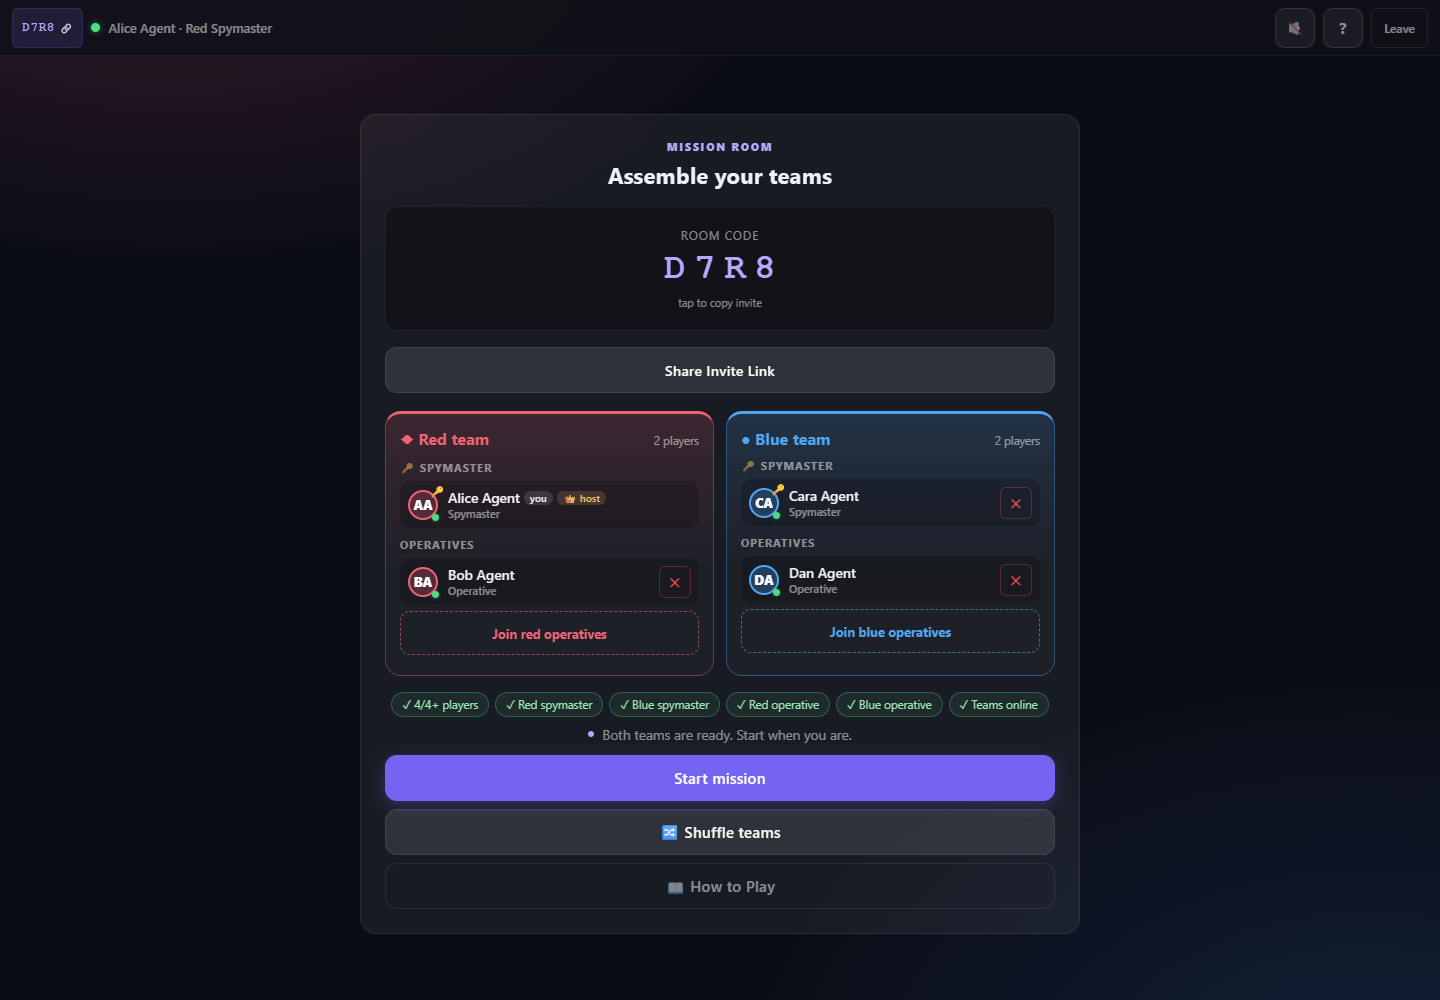 D7R8
Alice Agent · Red Spymaster
?
Leave
MISSION ROOM
Assemble your teams
ROOM CODE
D7R8
tap to copy invite
Share Invite Link
Red team
2 players
SPYMASTER
AA
Alice Agent you host
Spymaster
OPERATIVES
BA
Bob Agent
Operative
Join red operatives
Blue team
2 players
SPYMASTER
CA
Cara Agent
Spymaster
OPERATIVES
DA
Dan Agent
Operative
Join blue operatives
✓ 4/4+ players
✓ Red spymaster
✓ Blue spymaster
✓ Red operative
✓ Blue operative
✓ Teams online
Both teams are ready. Start when you are.
Start mission
Shuffle teams
How to Play